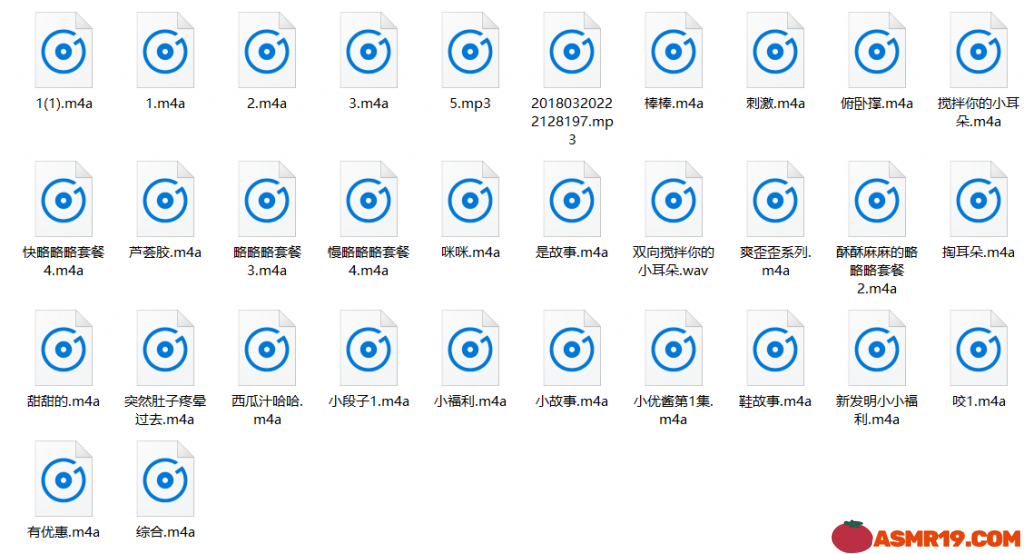 1(1).m4a
1.m4a
2.m4a
3.m4a
5.mp3
2018032022
2128197.mp
3
棒棒.m4a
刺激.m4a
俯卧撑.m4a
搅拌你的小耳
朵.m4a
快略略略套餐
4.m4a
芦荟胶.m4a
略略略套餐
3.m4a
慢略略略套餐
4.m4a
咪咪.m4a
是故事.m4a
双向搅拌你的
小耳朵.wav
爽歪歪系列.
m4a
酥酥麻麻的略
略略套餐
2.m4a
掏耳朵.m4a
甜甜的.m4a
突然肚子疼晕
过去.m4a
西瓜汁哈哈.
m4a
小段子1.m4a
小福利.m4a
小故事.m4a
小优酱第1集.
m4a
鞋故事.m4a
新发明小小福
利.m4a
咬1.m4a
有优惠.m4a
综合.m4a
ASMR19.COM